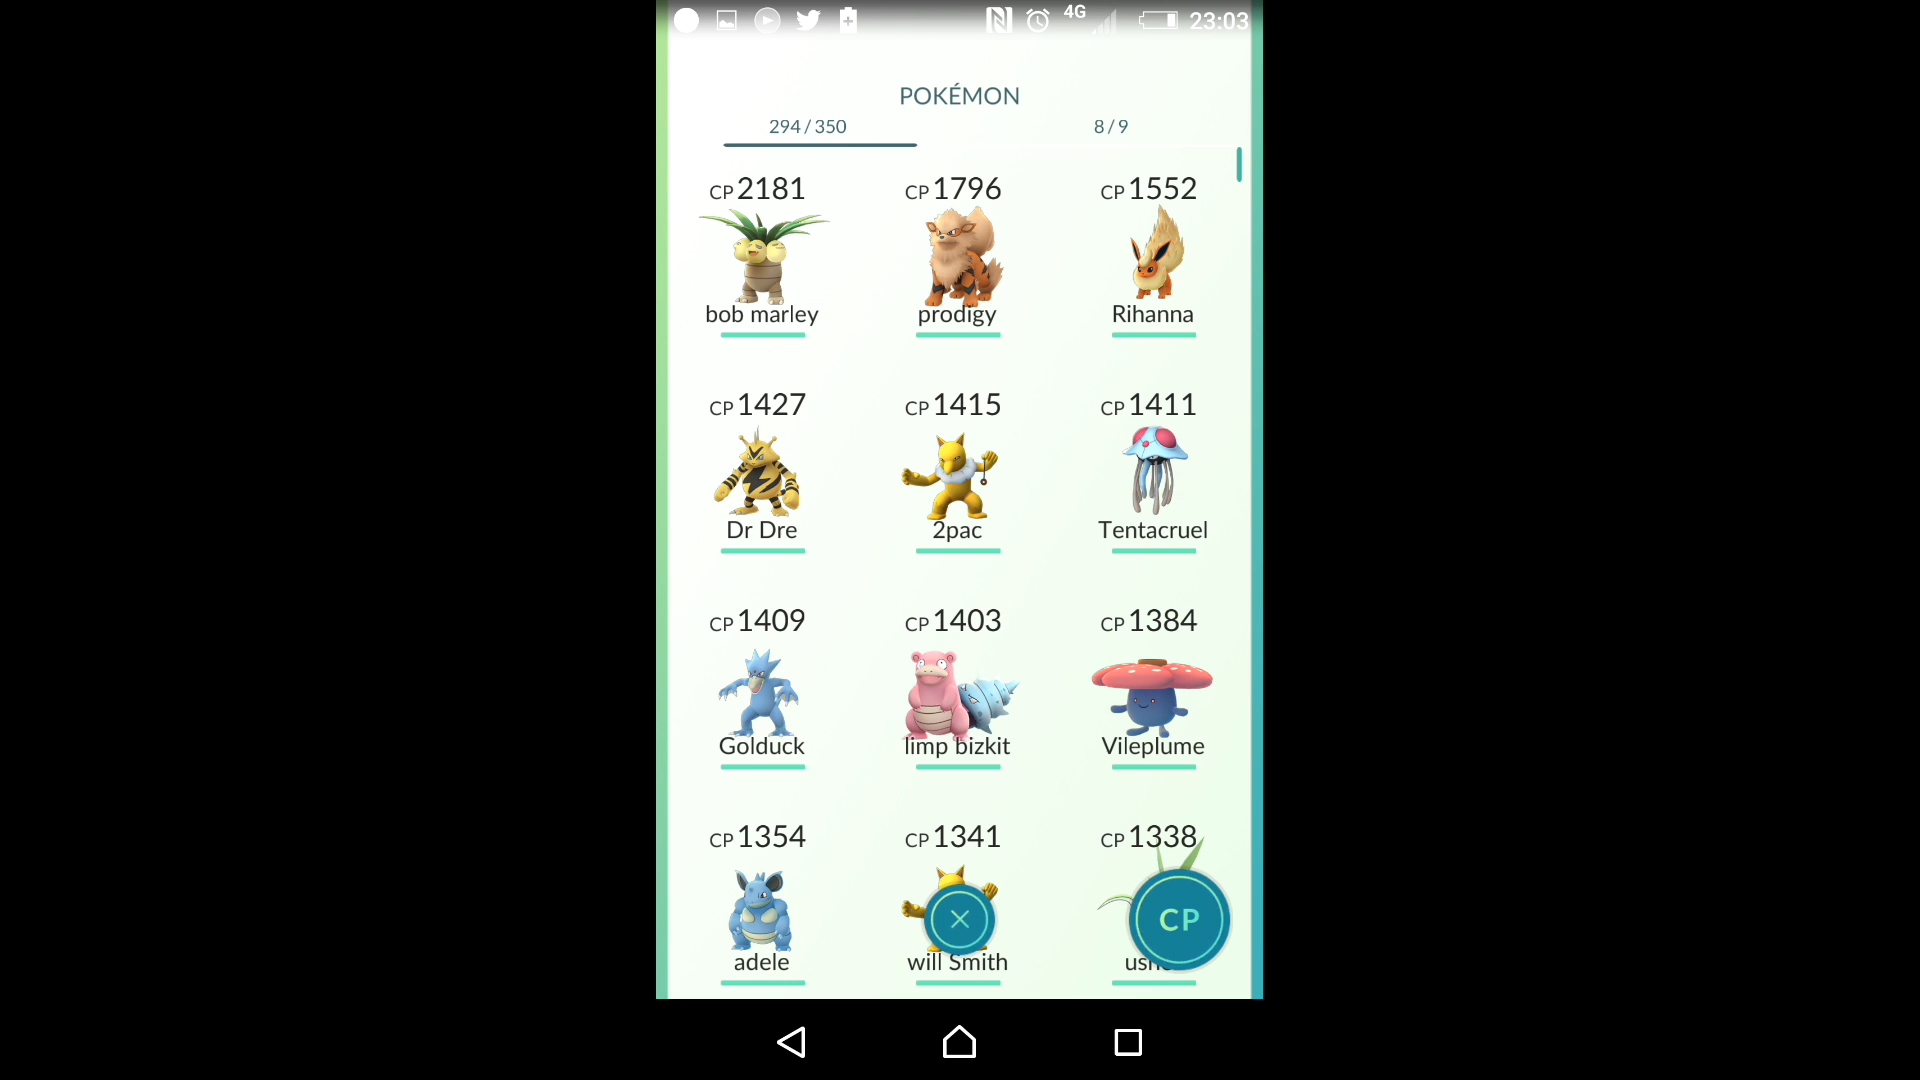 4G 23:03
POKÉMON
294 / 350 8 / 9
CP 2181 CP 1796 CP 1552
bob marley prodigy Rihanna
CP 1427 CP 1415 CP 1411
Dr Dre 2pac Tentacruel
CP 1409 CP 1403 CP 1384
Golduck limp bizkit Vileplume
CP 1354 CP 1341 CP 1338
CP
adele will Smith